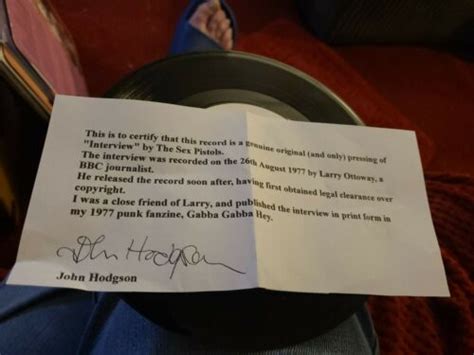 This is to certify that this record is a genuine original (and only) pressing of
"Interview" by The Sex Pistols.
The interview was recorded on the 26th August 1977 by Larry Ottoway, a
BBC journalist.
He released the record soon after, having first obtained legal clearance over
copyright.
I was a close friend of Larry, and published the interview in print form in
my 1977 punk fanzine, Gabba Gabba Hey.
John Hodgson
John Hodgson